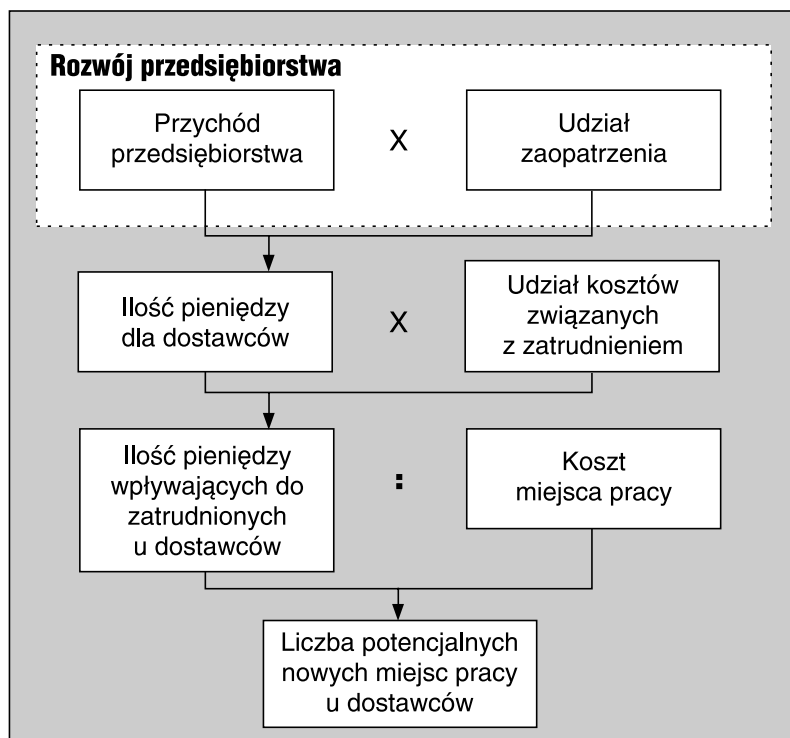 Rozwój przedsiębiorstwa
Przychód
przedsiębiorstwa
X
Udział
zaopatrzenia
Ilość pieniędzy
dla dostawców
X
Udział kosztów
związanych
z zatrudnieniem
Ilość pieniędzy
wpływających do
zatrudnionych
u dostawców
:
Koszt
miejsca pracy
Liczba potencjalnych
nowych miejsc pracy
u dostawców